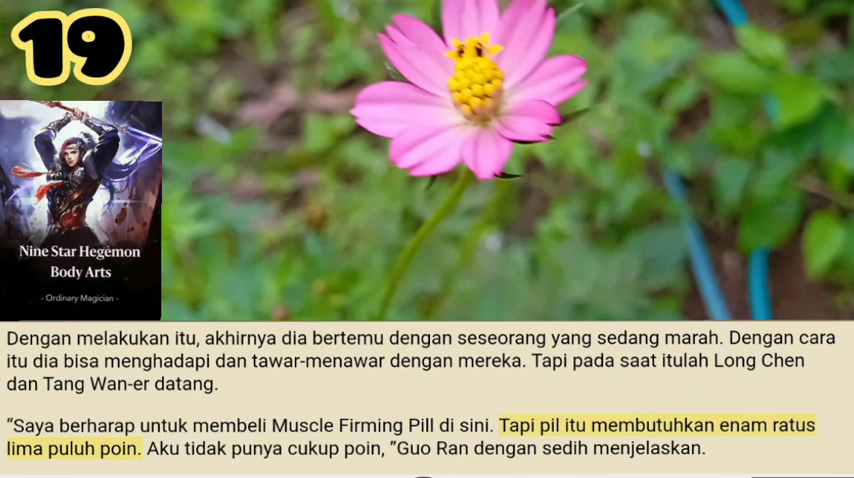 19
Nine Star Hegemon
Body Arts
- Ordinary Magician -
Dengan melakukan itu, akhirnya dia bertemu dengan seseorang yang sedang marah. Dengan cara
itu dia bisa menghadapi dan tawar-menawar dengan mereka. Tapi pada saat itulah Long Chen
dan Tang Wan-er datang.
“Saya berharap untuk membeli Muscle Firming Pill di sini. Tapi pil itu membutuhkan enam ratus
lima puluh poin. Aku tidak punya cukup poin, ”Guo Ran dengan sedih menjelaskan.